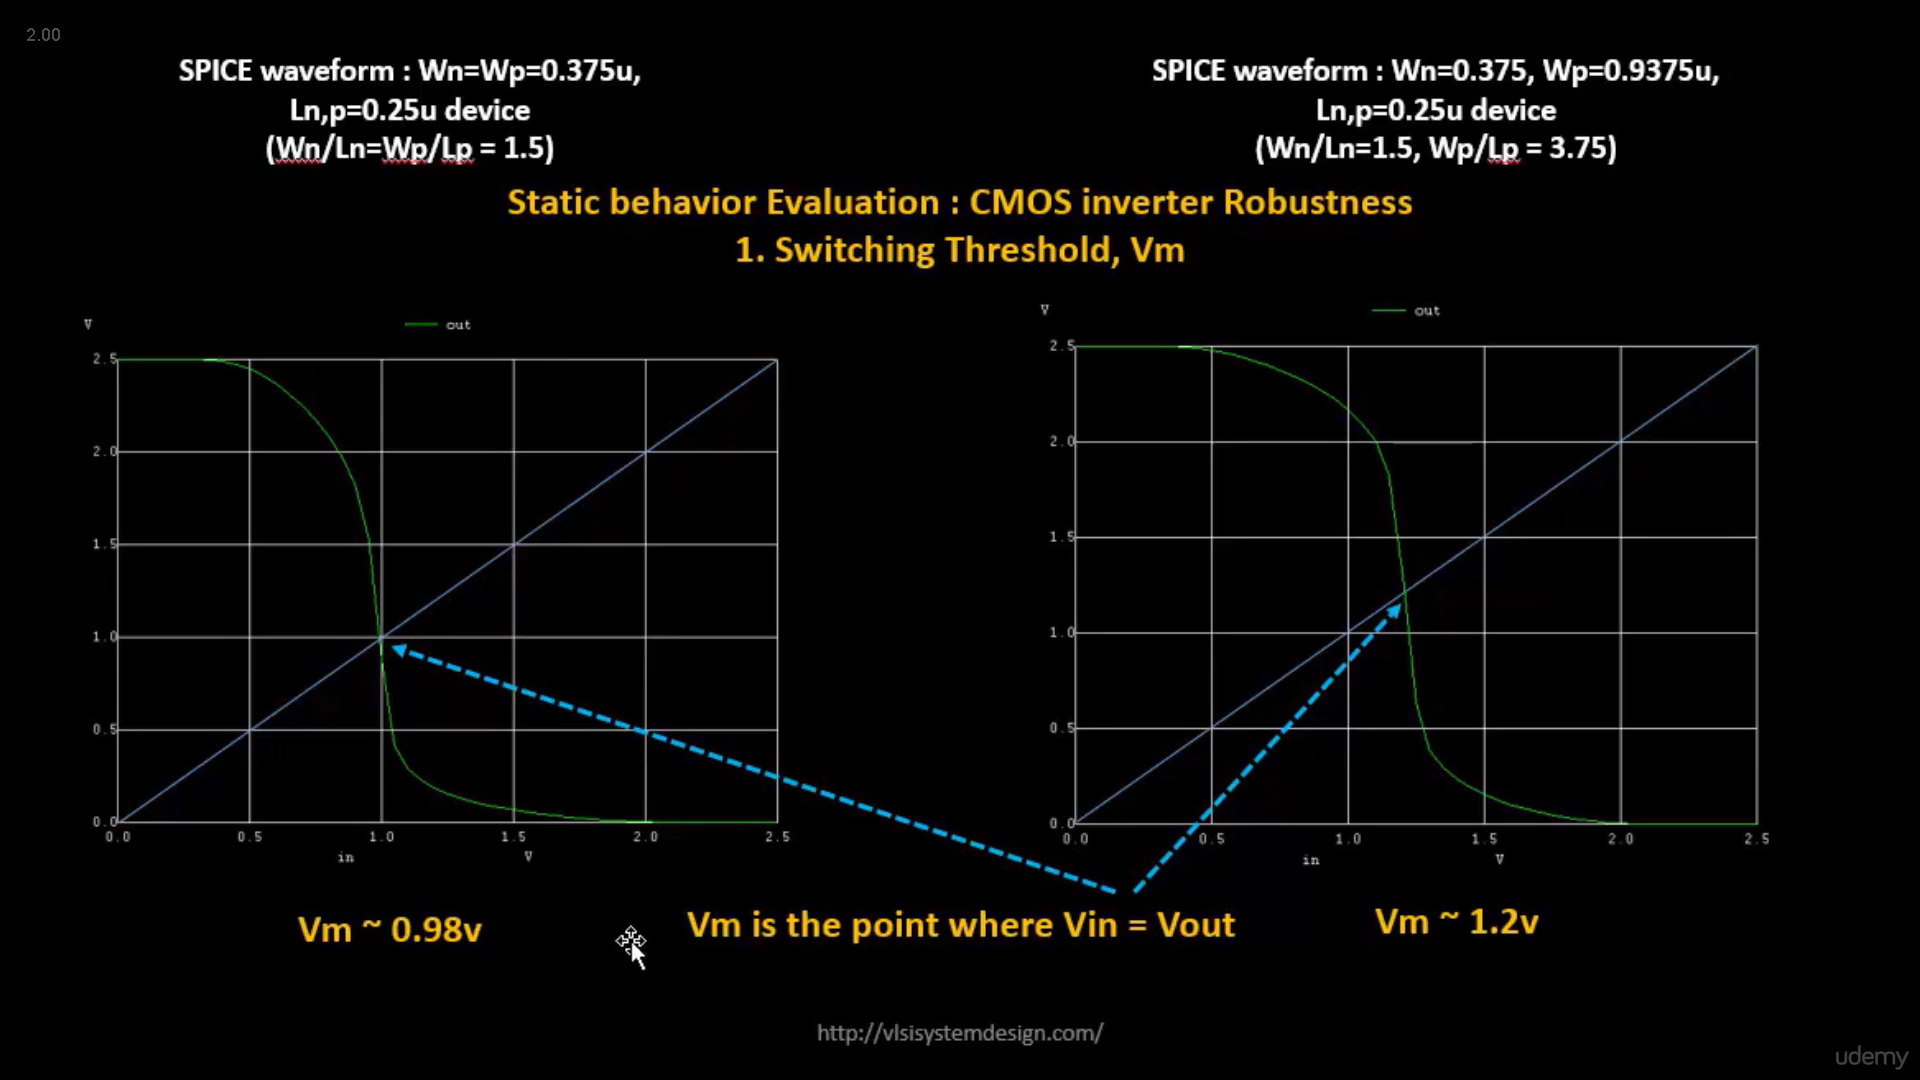 2.00
SPICE waveform : Wn=Wp=0.375u,
Ln,p=0.25u device
(Wn/Ln=Wp/Lp = 1.5)
SPICE waveform : Wn=0.375, Wp=0.9375u,
Ln,p=0.25u device
(Wn/Ln=1.5, Wp/Lp = 3.75)
Static behavior Evaluation : CMOS inverter Robustness
1. Switching Threshold, Vm
V
out
2.5
2.0
1.5
1.0
0.5
0.0
0.0 0.5 1.0 1.5 2.0 2.5
in V
V
out
2.5
2.0
1.5
1.0
0.5
0.0
0.0 0.5 1.0 1.5 2.0 2.5
in V
Vm ~ 0.98v
Vm is the point where Vin = Vout
Vm ~ 1.2v
http://vlsisystemdesign.com/
udemy